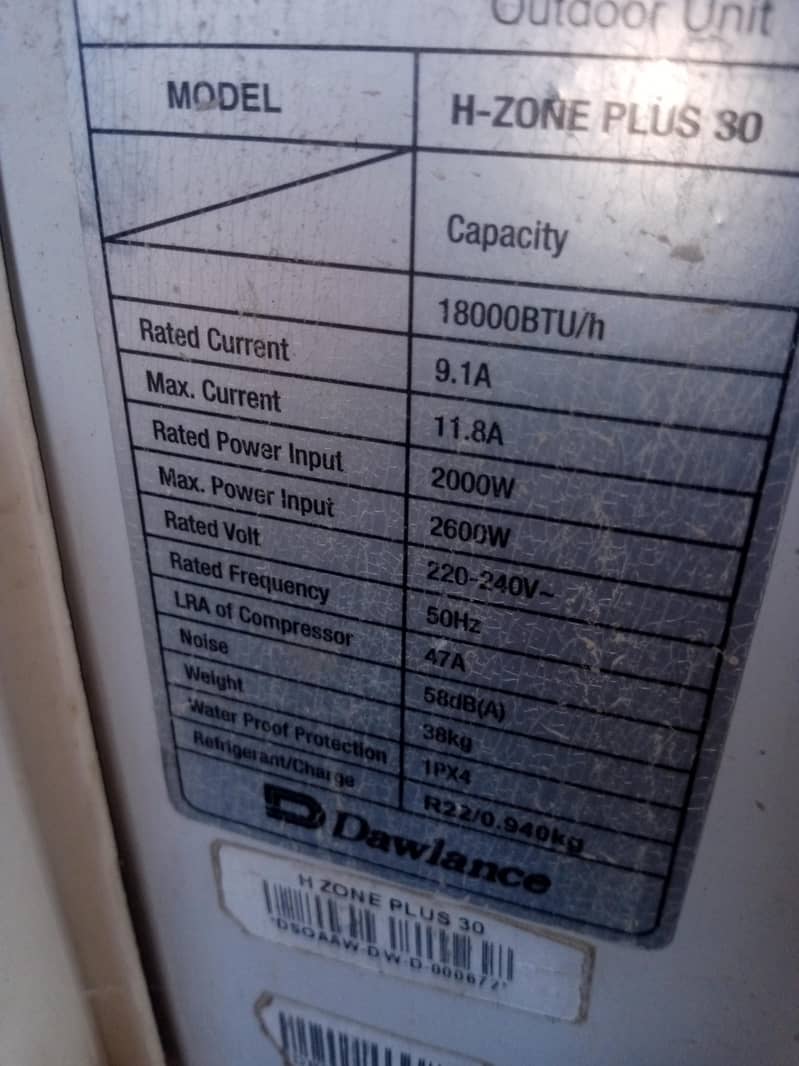 Outdoor Unit
MODEL H-ZONE PLUS 30
Capacity
18000BTU/h
Rated Current 9.1A
Max. Current 11.8A
Rated Power Input 2000W
Max. Power Input 2600W
Rated Volt 220-240V~
Rated Frequency 50Hz
LRA of Compressor 47A
Noise 58dB(A)
Weight 38kg
Water Proof Protection 1PX4
Refrigerant/Charge R22/0.940kg
Dawlance
H ZONE PLUS 30